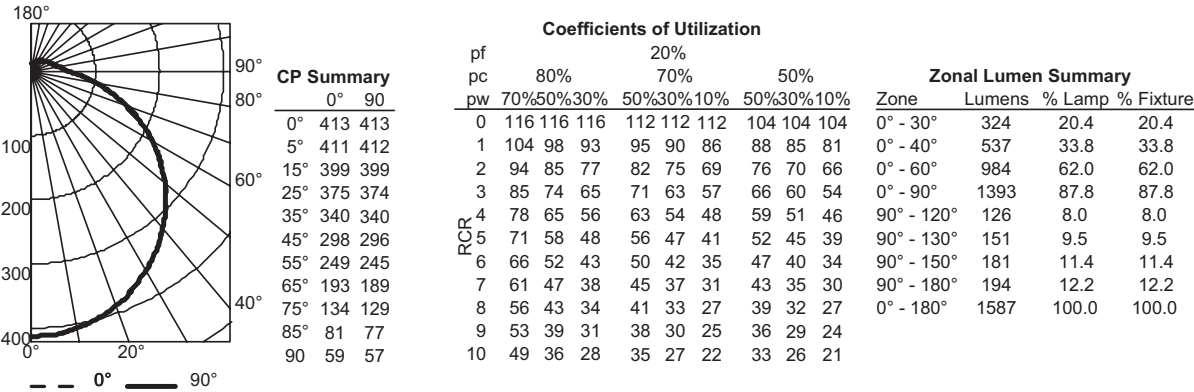 180°
90°
80°
60°
40°
20°
0°
100
200
300
400
0° 90°
CP Summary
0° 90
0° 413 413
5° 411 412
15° 399 399
25° 375 374
35° 340 340
45° 298 296
55° 249 245
65° 193 189
75° 134 129
85° 81 77
90 59 57
Coefficients of Utilization
pf 20%
pc 80% 70% 50%
pw 70%50%30% 50%30%10% 50%30%10%
RCR
0 116 116 116 112 112 112 104 104 104
1 104 98 93 95 90 86 88 85 81
2 94 85 77 82 75 69 76 70 66
3 85 74 65 71 63 57 66 60 54
4 78 65 56 63 54 48 59 51 46
5 71 58 48 56 47 41 52 45 39
6 66 52 43 50 42 35 47 40 34
7 61 47 38 45 37 31 43 35 30
8 56 43 34 41 33 27 39 32 27
9 53 39 31 38 30 25 36 29 24
10 49 36 28 35 27 22 33 26 21
Zonal Lumen Summary
Zone Lumens % Lamp % Fixture
0° - 30° 324 20.4 20.4
0° - 40° 537 33.8 33.8
0° - 60° 984 62.0 62.0
0° - 90° 1393 87.8 87.8
90° - 120° 126 8.0 8.0
90° - 130° 151 9.5 9.5
90° - 150° 181 11.4 11.4
90° - 180° 194 12.2 12.2
0° - 180° 1587 100.0 100.0